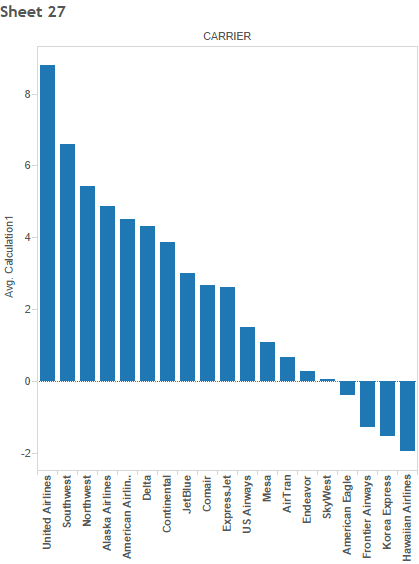 Sheet 27
CARRIER
Avg. Calculation1
8
6
4
2
0
-2
United Airlines
Southwest
Northwest
Alaska Airlines
American Airlin..
Delta
Continental
JetBlue
Comair
ExpressJet
US Airways
Mesa
AirTran
Endeavor
SkyWest
American Eagle
Frontier Airways
Korea Express
Hawaiian Airlines